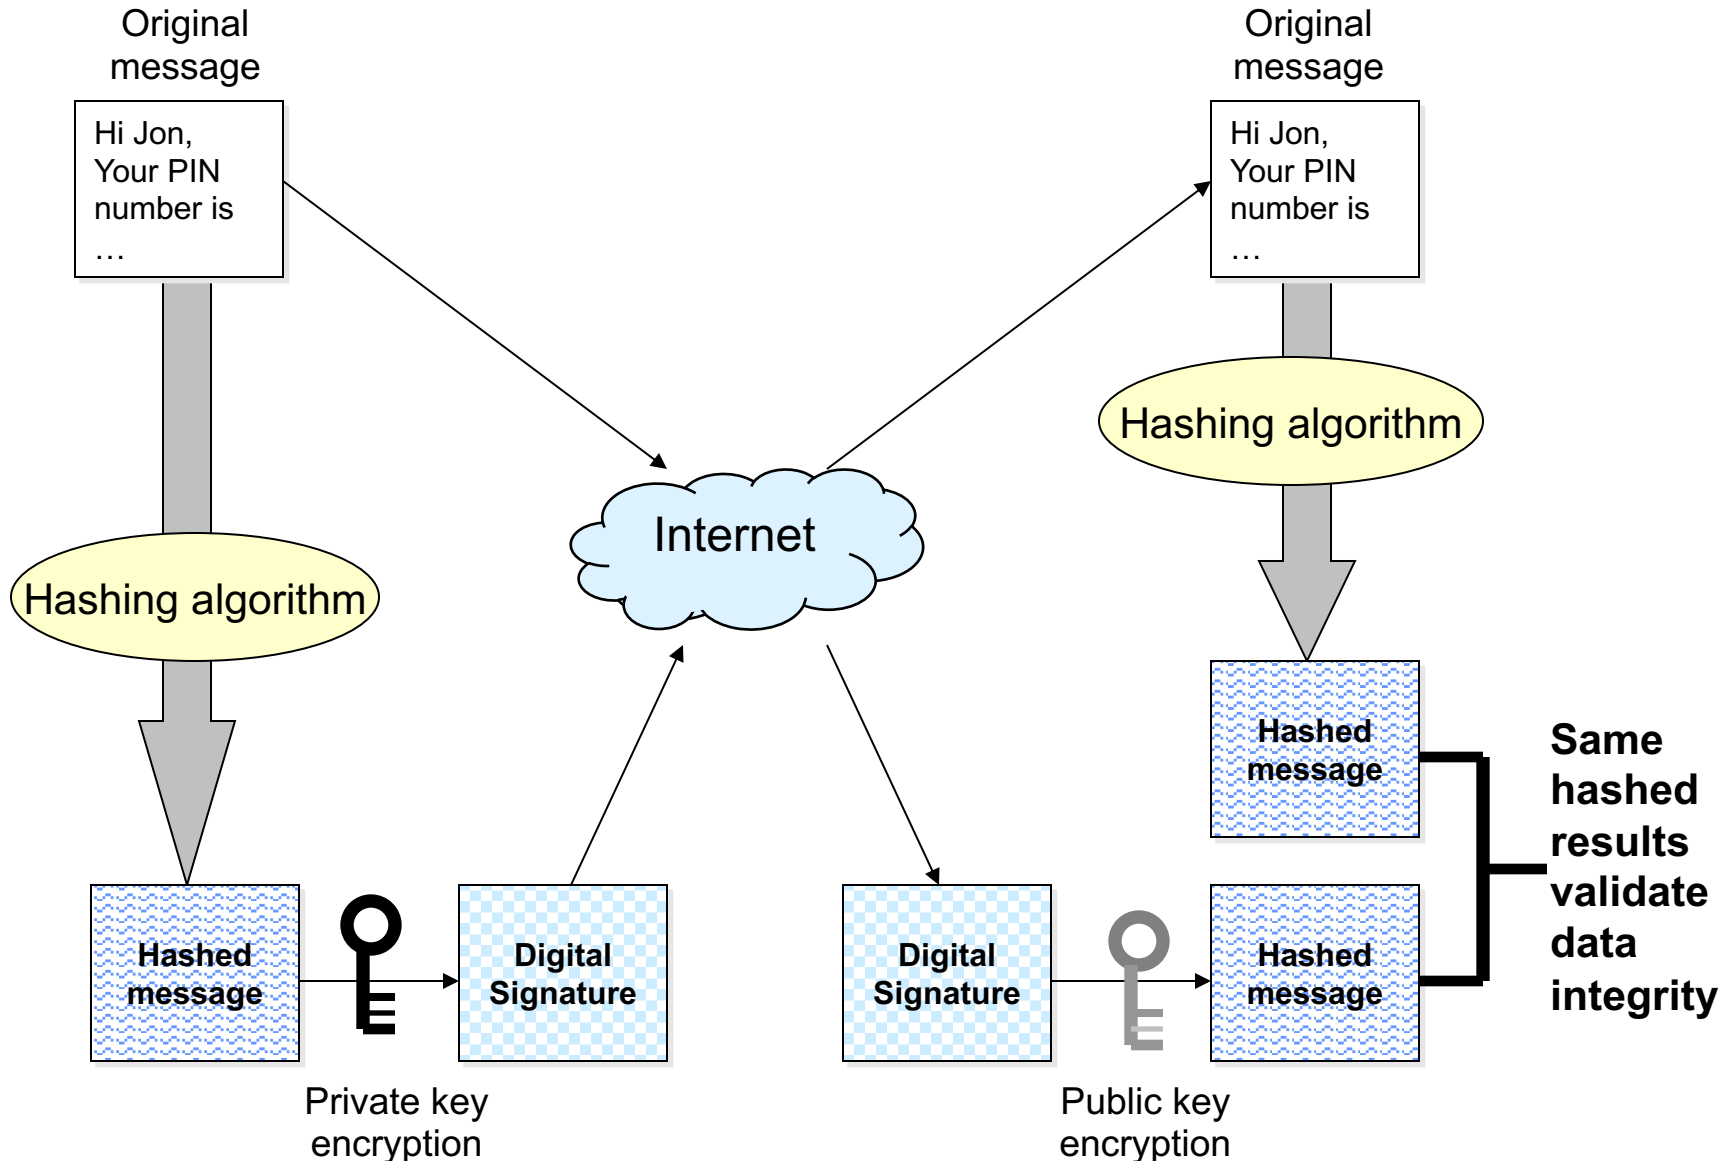 Original
message
Hi Jon,
Your PIN
number is
…
Hashing algorithm
Hashed
message
Private key
encryption
Digital
Signature
Internet
Original
message
Hi Jon,
Your PIN
number is
…
Hashing algorithm
Hashed
message
Digital
Signature
Public key
encryption
Hashed
message
Same
hashed
results
validate
data
integrity